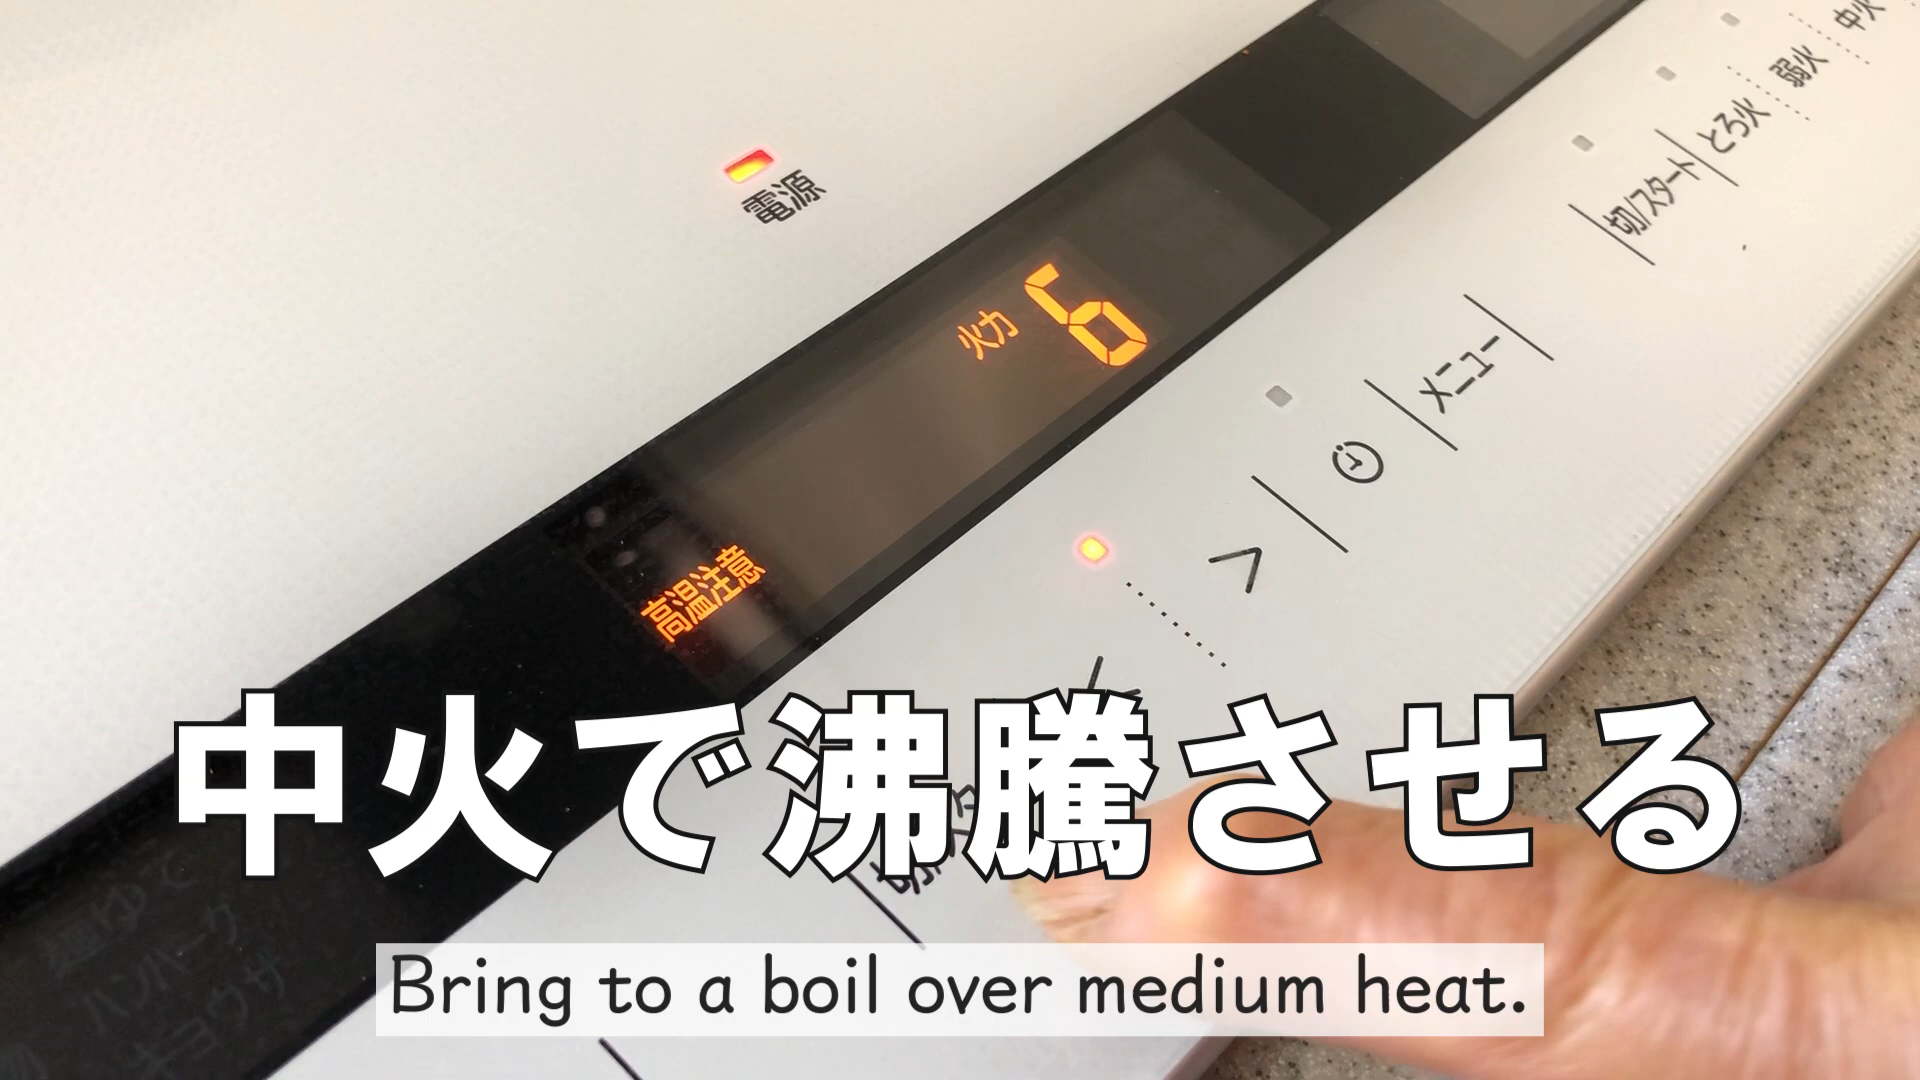 電源
火力 6
高温注意
切/スタート
とろ火
弱火
中火
メニュー
中火で沸騰させる
Bring to a boil over medium heat.